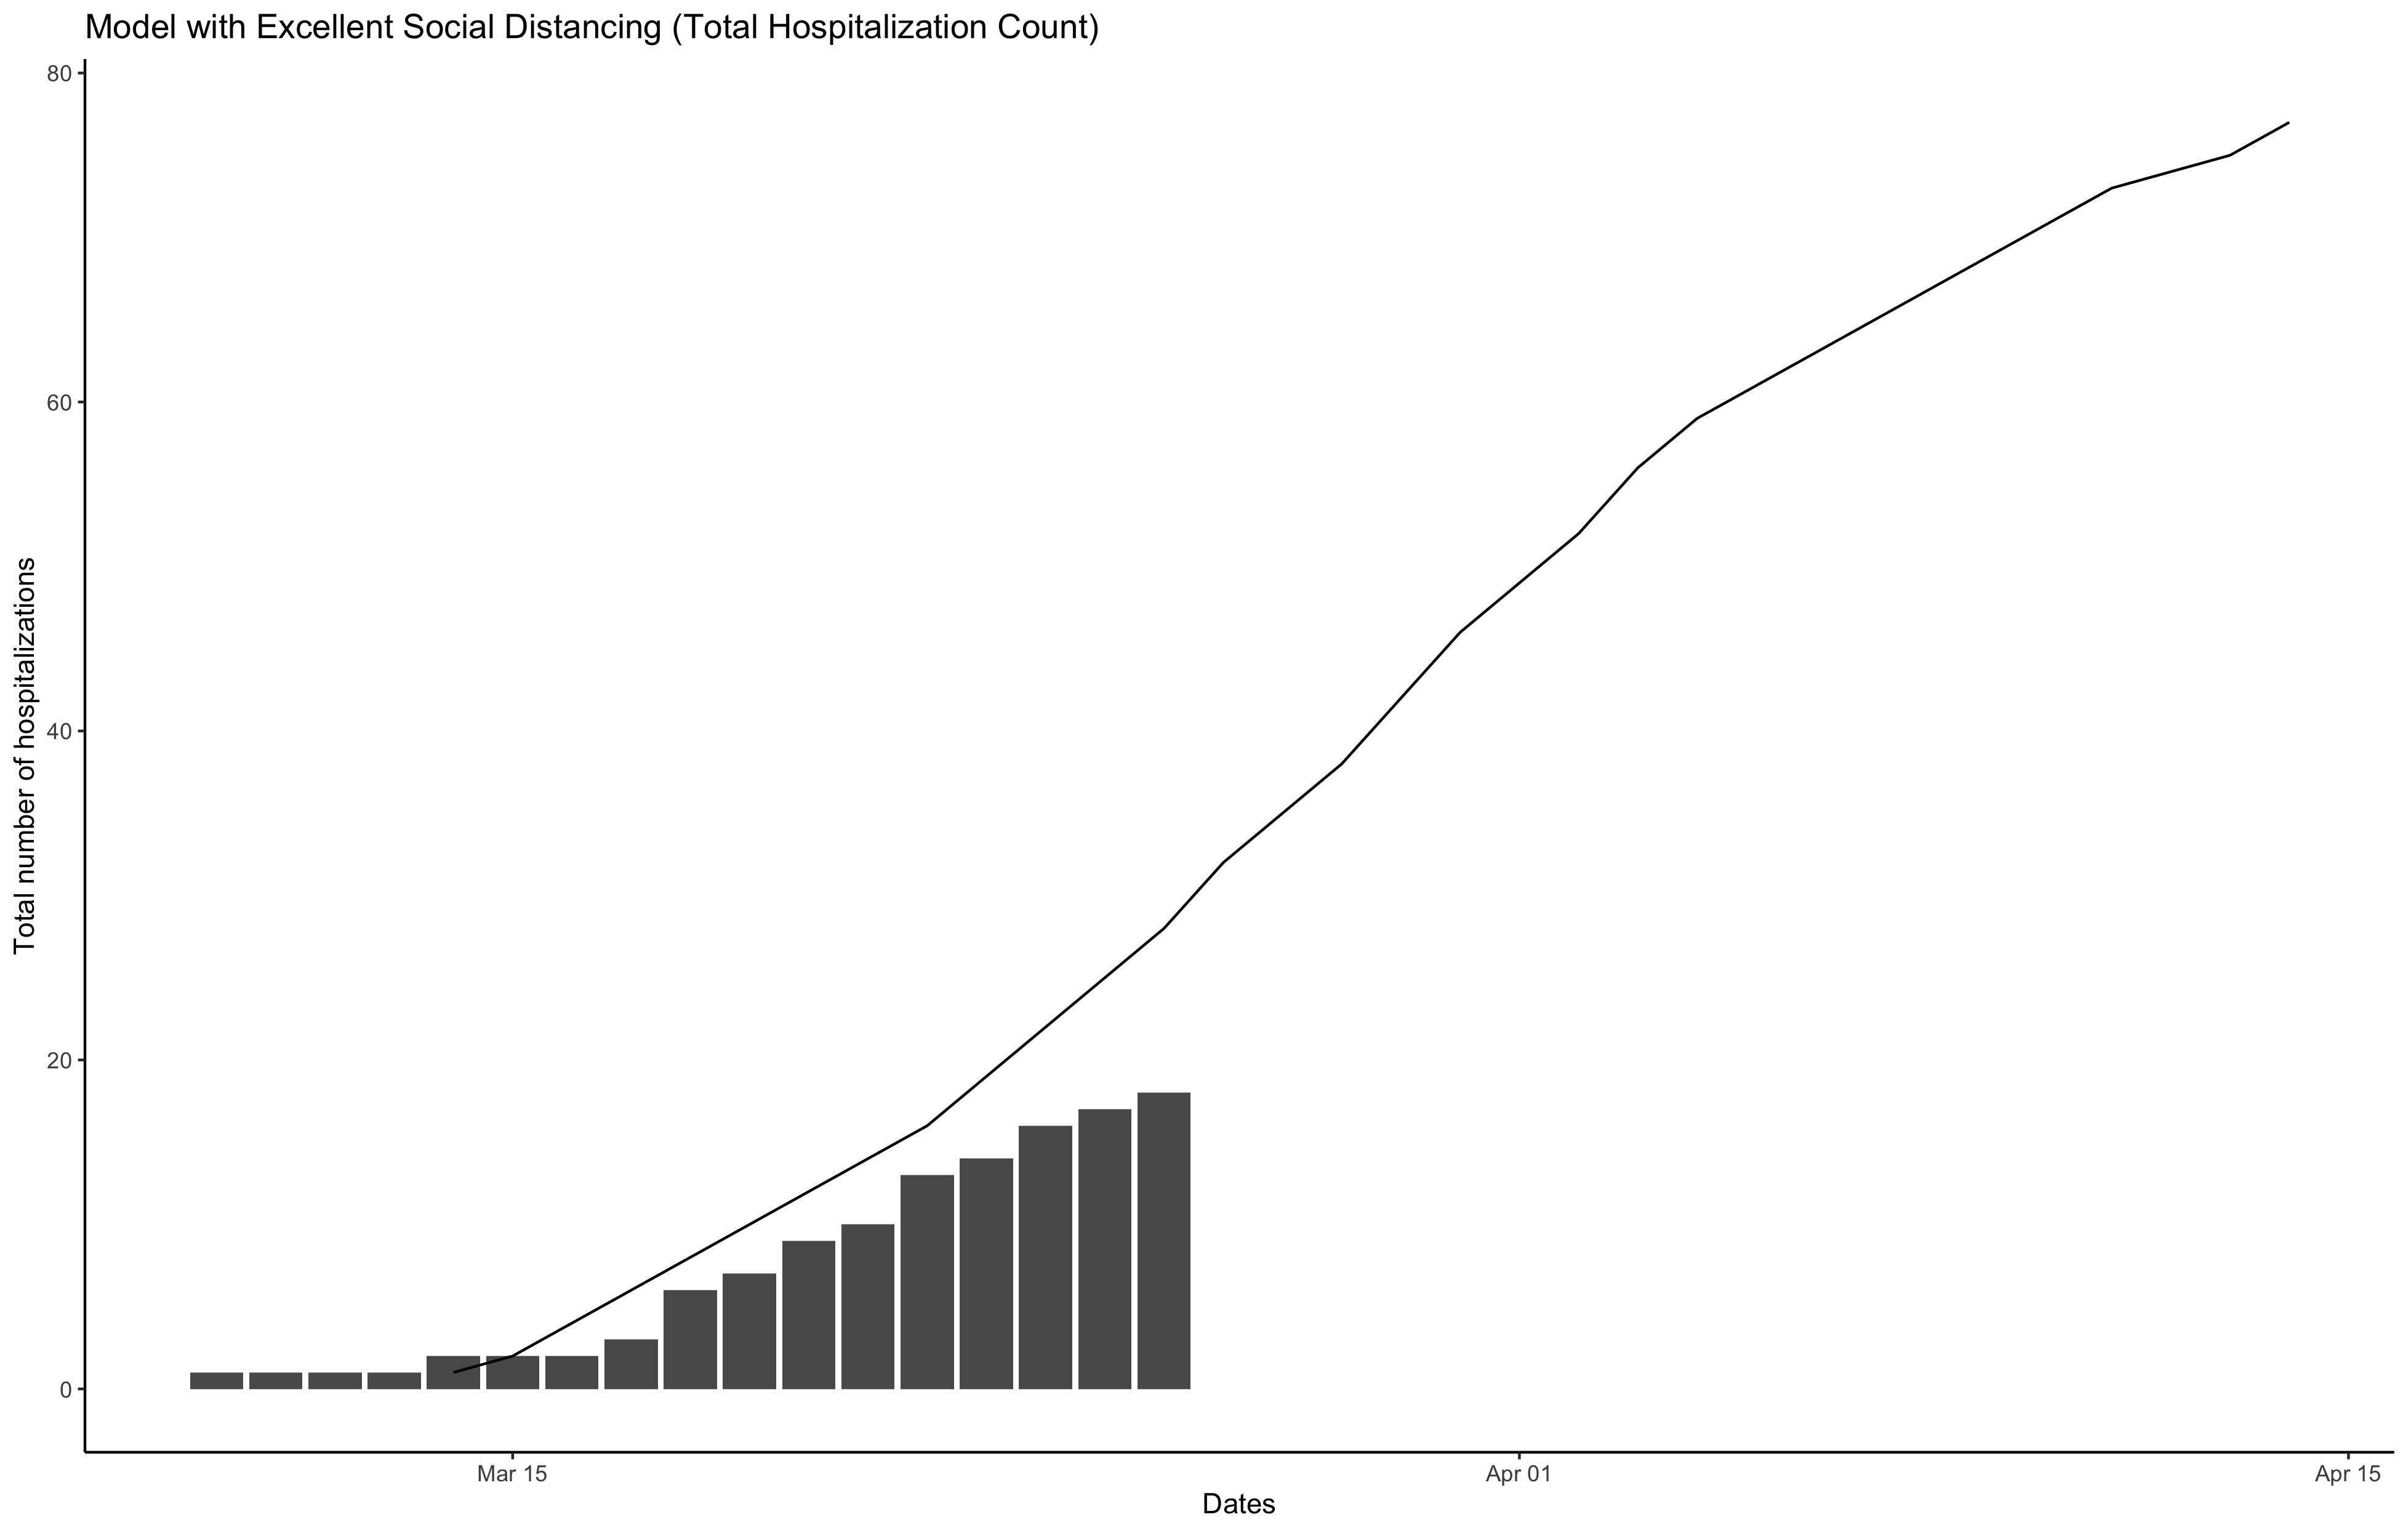 Model with Excellent Social Distancing (Total Hospitalization Count)
Total number of hospitalizations
80
60
40
20
0
Mar 15
Apr 01
Apr 15
Dates